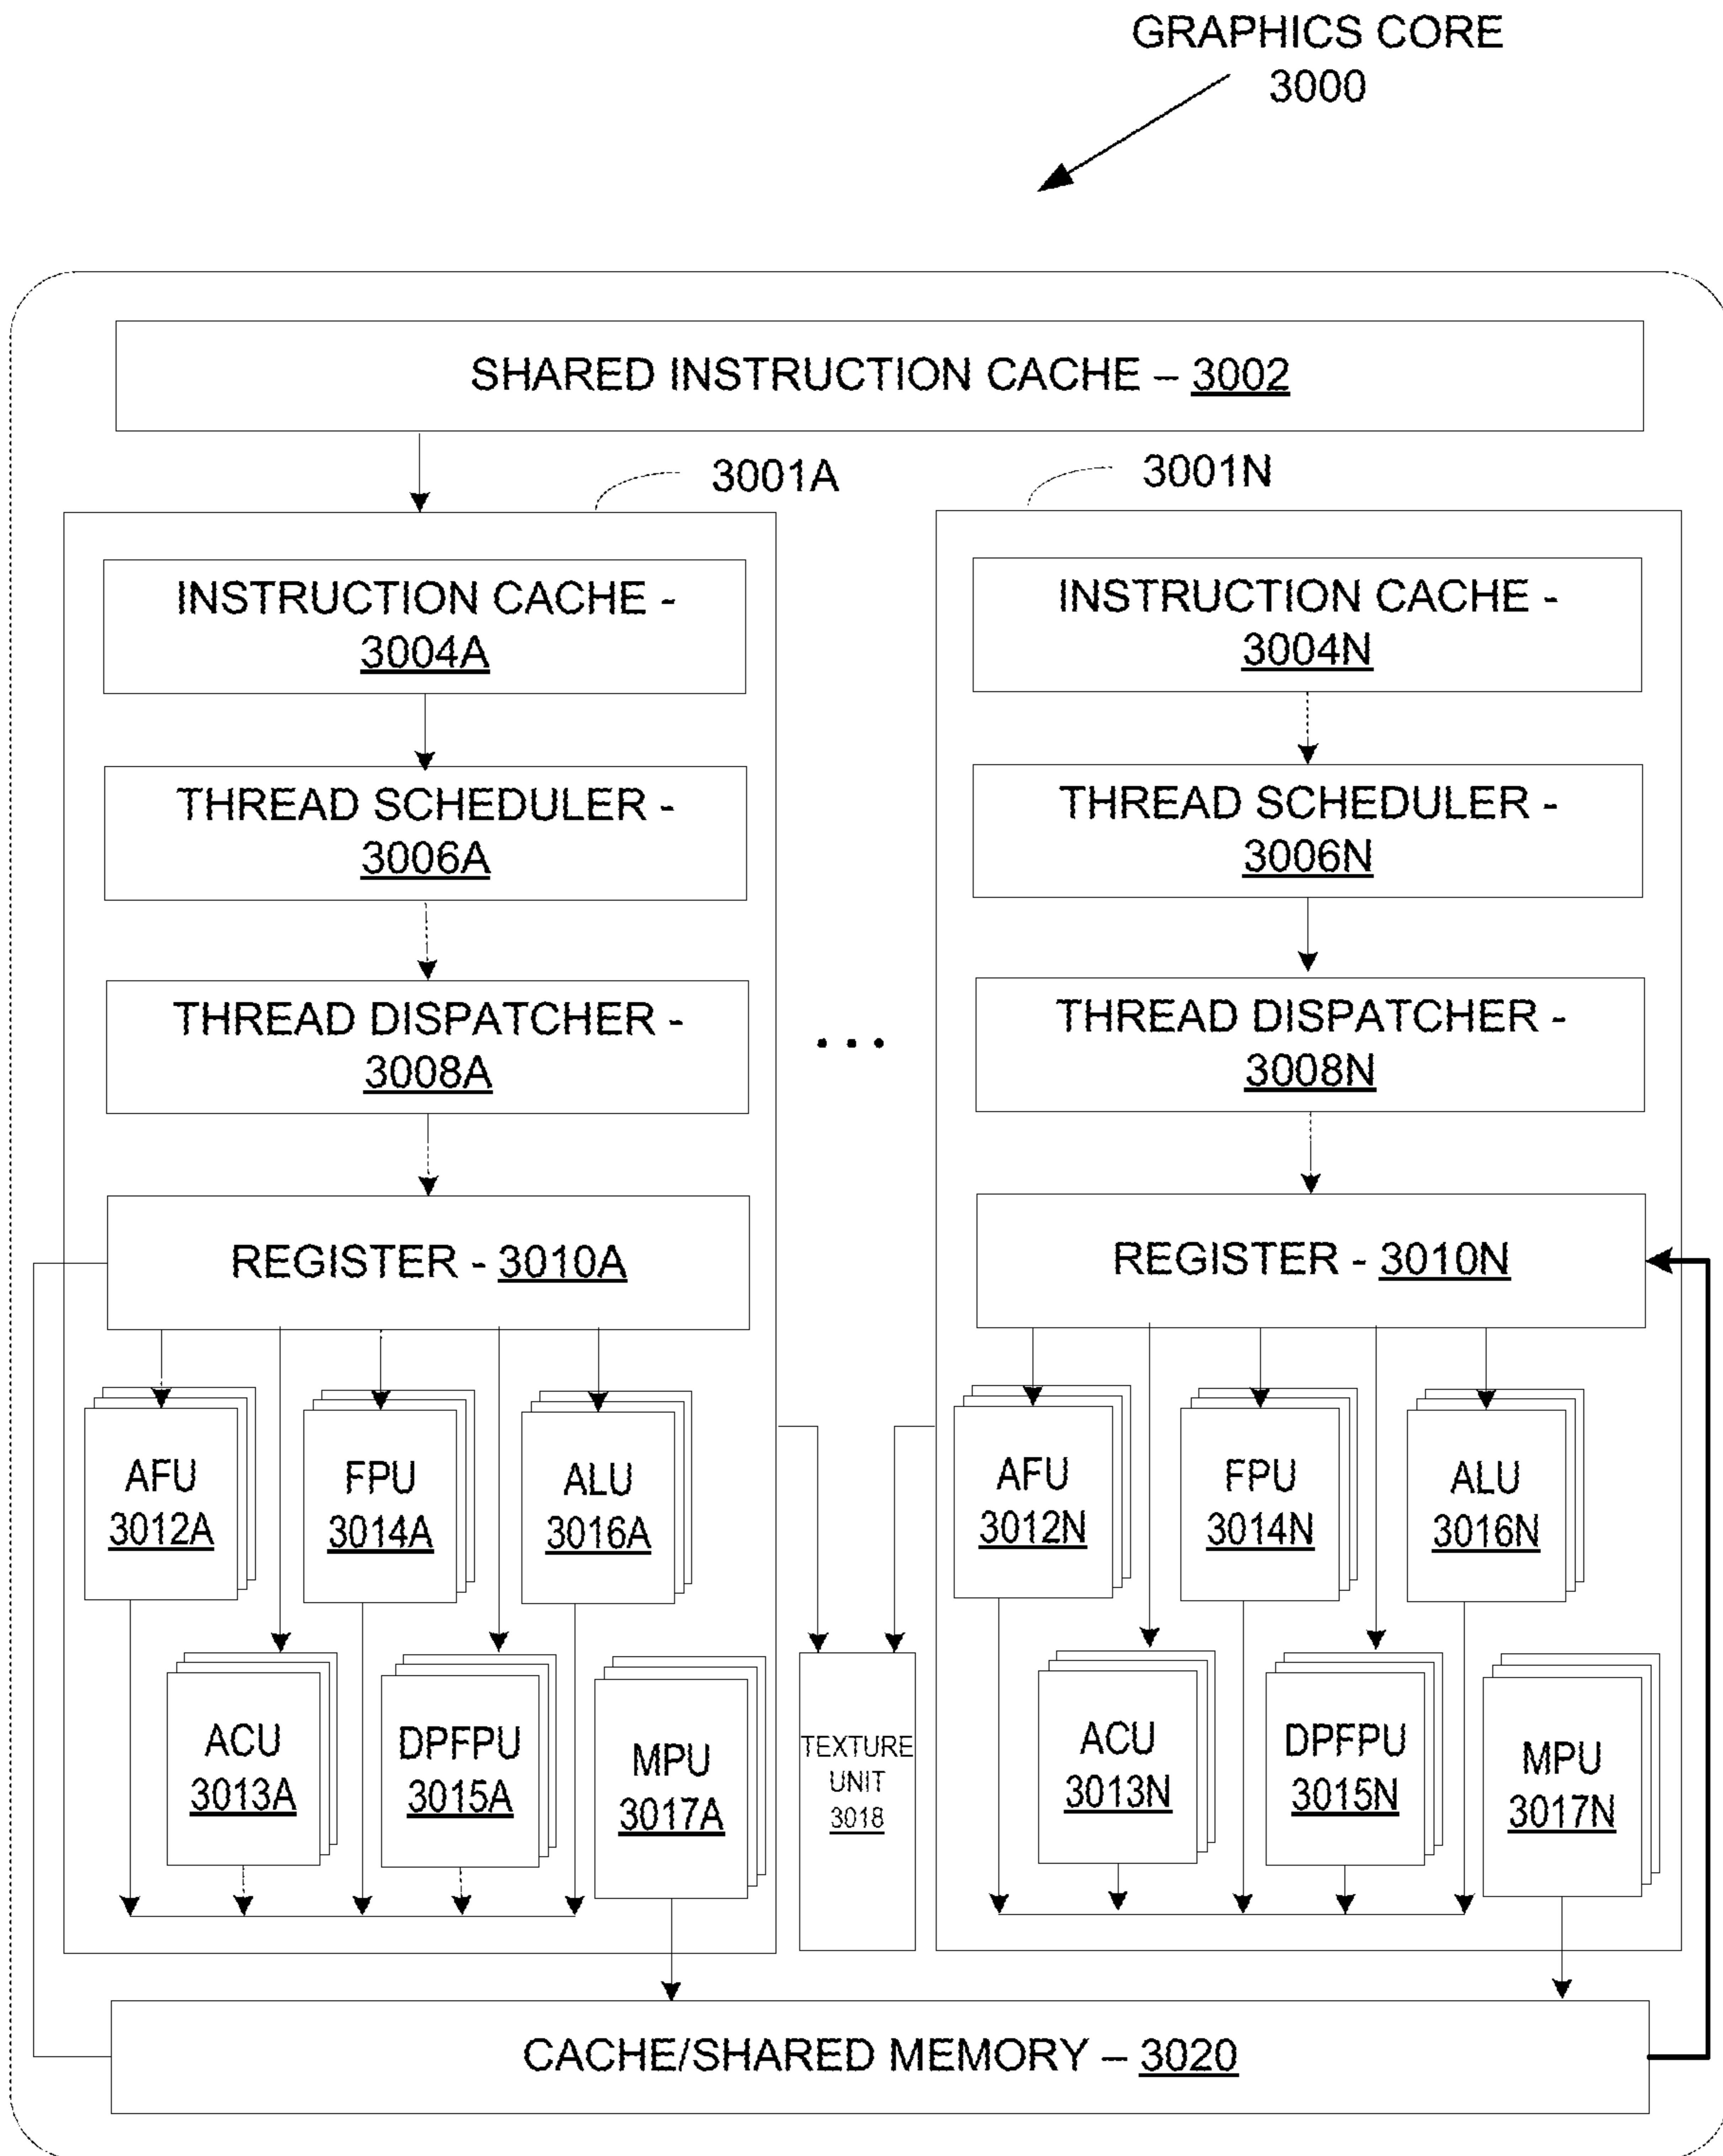 GRAPHICS CORE
3000
SHARED INSTRUCTION CACHE – 3002
3001A
3001N
INSTRUCTION CACHE -
3004A
THREAD SCHEDULER -
3006A
THREAD DISPATCHER -
3008A
REGISTER - 3010A
AFU
3012A
FPU
3014A
ALU
3016A
ACU
3013A
DPFPU
3015A
MPU
3017A
...
TEXTURE
UNIT
3018
INSTRUCTION CACHE -
3004N
THREAD SCHEDULER -
3006N
THREAD DISPATCHER -
3008N
REGISTER - 3010N
AFU
3012N
FPU
3014N
ALU
3016N
ACU
3013N
DPFPU
3015N
MPU
3017N
CACHE/SHARED MEMORY – 3020